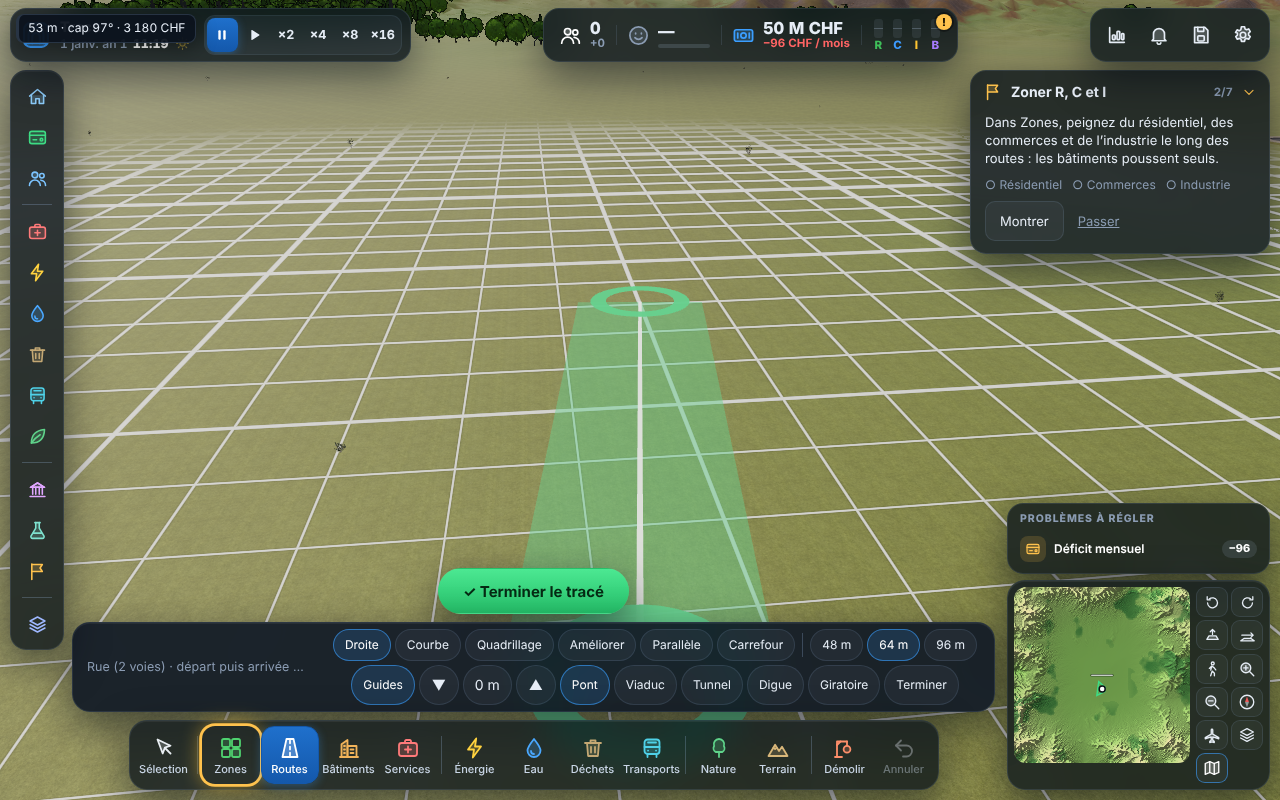 53 m · cap 97° · 3 180 CHF
1 janv. an 1 11:19
×2 ×4 ×8 ×16
0
+0
—
50 M CHF
−96 CHF / mois
R C I B
!
Zoner R, C et I 2/7
Dans Zones, peignez du résidentiel, des
commerces et de l’industrie le long des
routes : les bâtiments poussent seuls.
Résidentiel Commerces Industrie
Montrer Passer
PROBLÈMES À RÉGLER
Déficit mensuel −96
✓ Terminer le tracé
Rue (2 voies) · départ puis arrivée ...
Droite Courbe Quadrillage Améliorer Parallèle Carrefour 48 m 64 m 96 m
Guides ▼ 0 m ▲ Pont Viaduc Tunnel Digue Giratoire Terminer
Sélection Zones Routes Bâtiments Services Énergie Eau Déchets Transports Nature Terrain Démolir Annuler